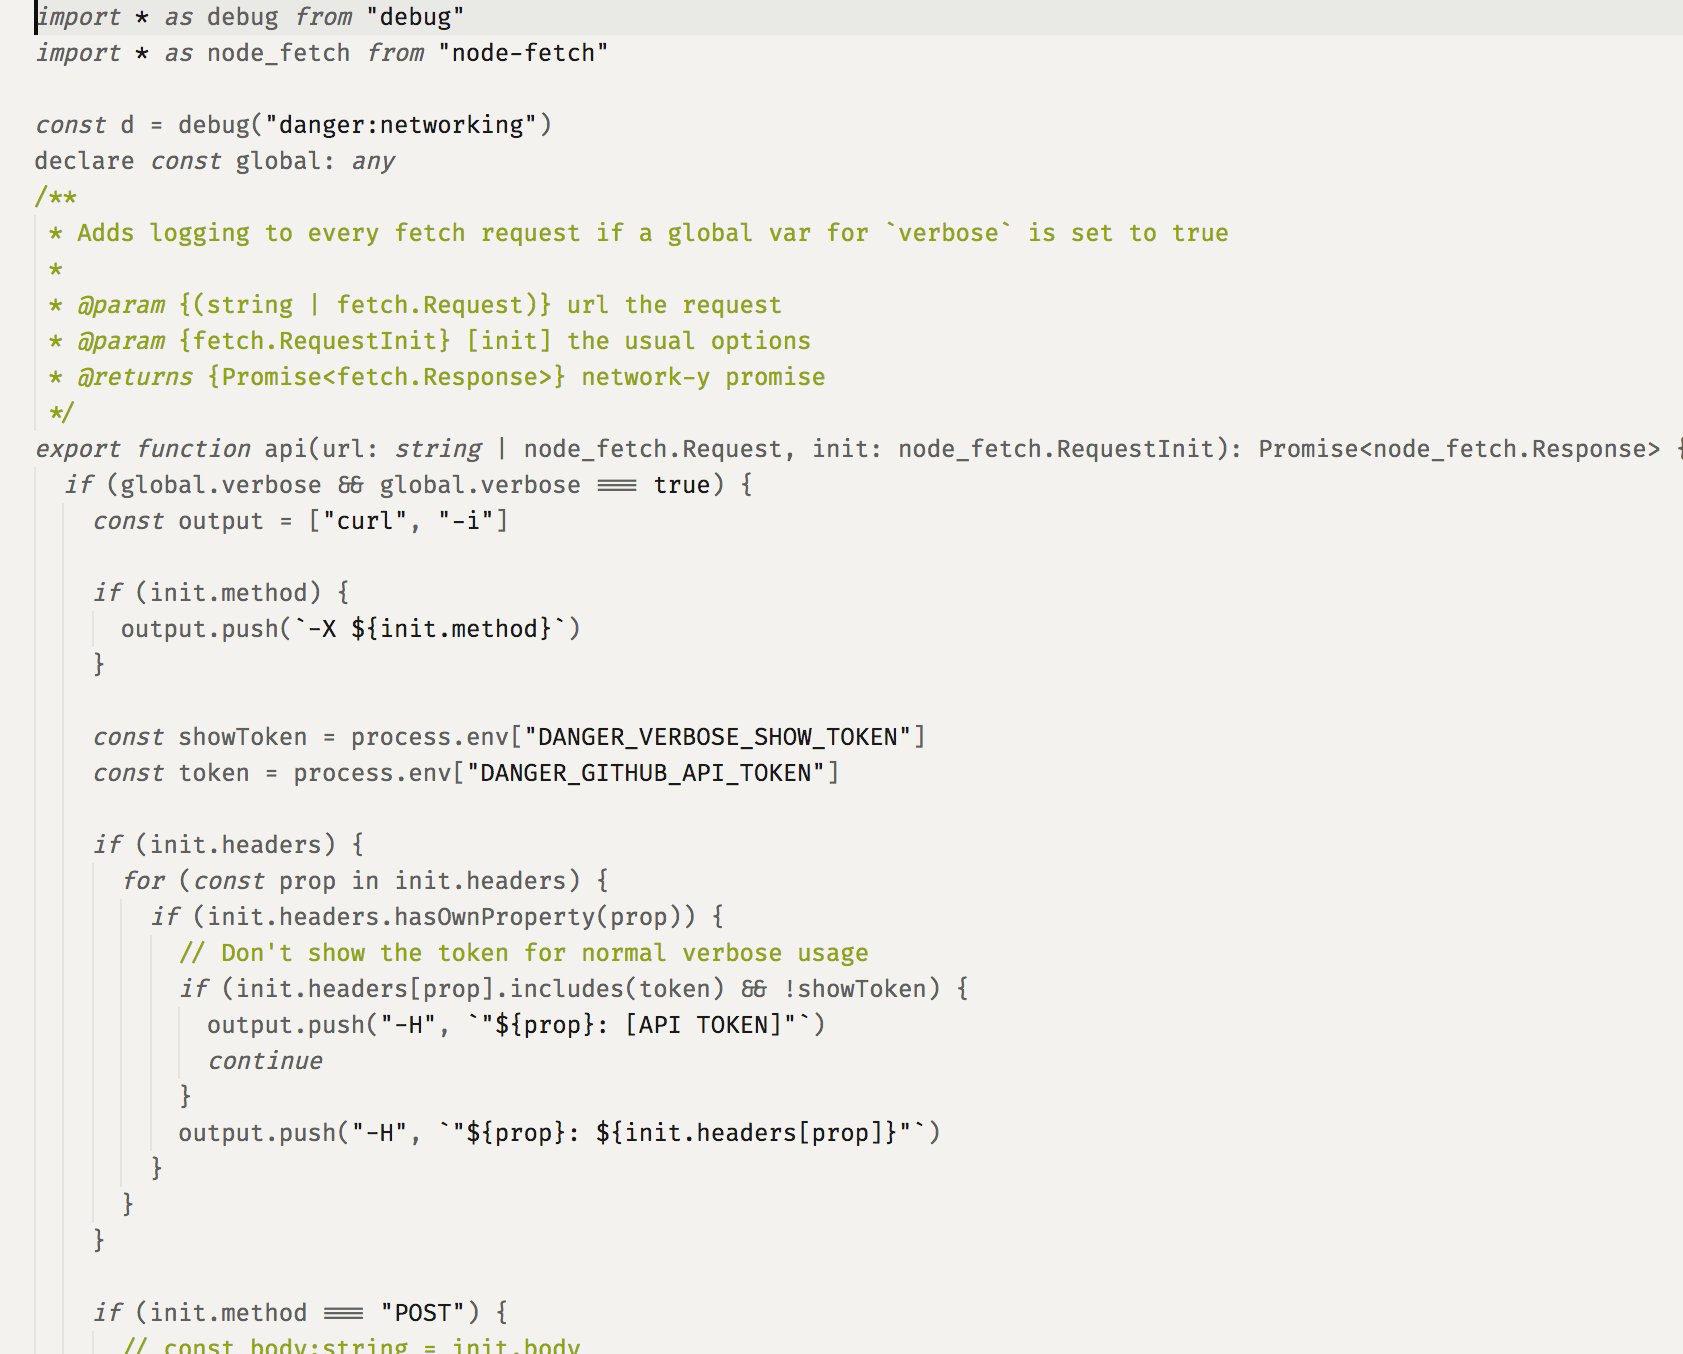 import * as debug from "debug"
import * as node_fetch from "node-fetch"
const d = debug("danger:networking")
declare const global: any
/**
* Adds logging to every fetch request if a global var for `verbose` is set to true
*
* @param {(string | fetch.Request)} url the request
* @param {fetch.RequestInit} [init] the usual options
* @returns {Promise<fetch.Response>} network-y promise
*/
export function api(url: string | node_fetch.Request, init: node_fetch.RequestInit): Promise<node_fetch.Response> {
if (global.verbose && global.verbose === true) {
const output = ["curl", "-i"]
if (init.method) {
output.push(`-X ${init.method}`)
}
const showToken = process.env["DANGER_VERBOSE_SHOW_TOKEN"]
const token = process.env["DANGER_GITHUB_API_TOKEN"]
if (init.headers) {
for (const prop in init.headers) {
if (init.headers.hasOwnProperty(prop)) {
// Don't show the token for normal verbose usage
if (init.headers[prop].includes(token) && !showToken) {
output.push("-H", `"${prop}: [API TOKEN]"`)
continue
}
output.push("-H", `"${prop}: ${init.headers[prop]}"`)
}
}
}
if (init.method === "POST") {
// const body:string = init.body